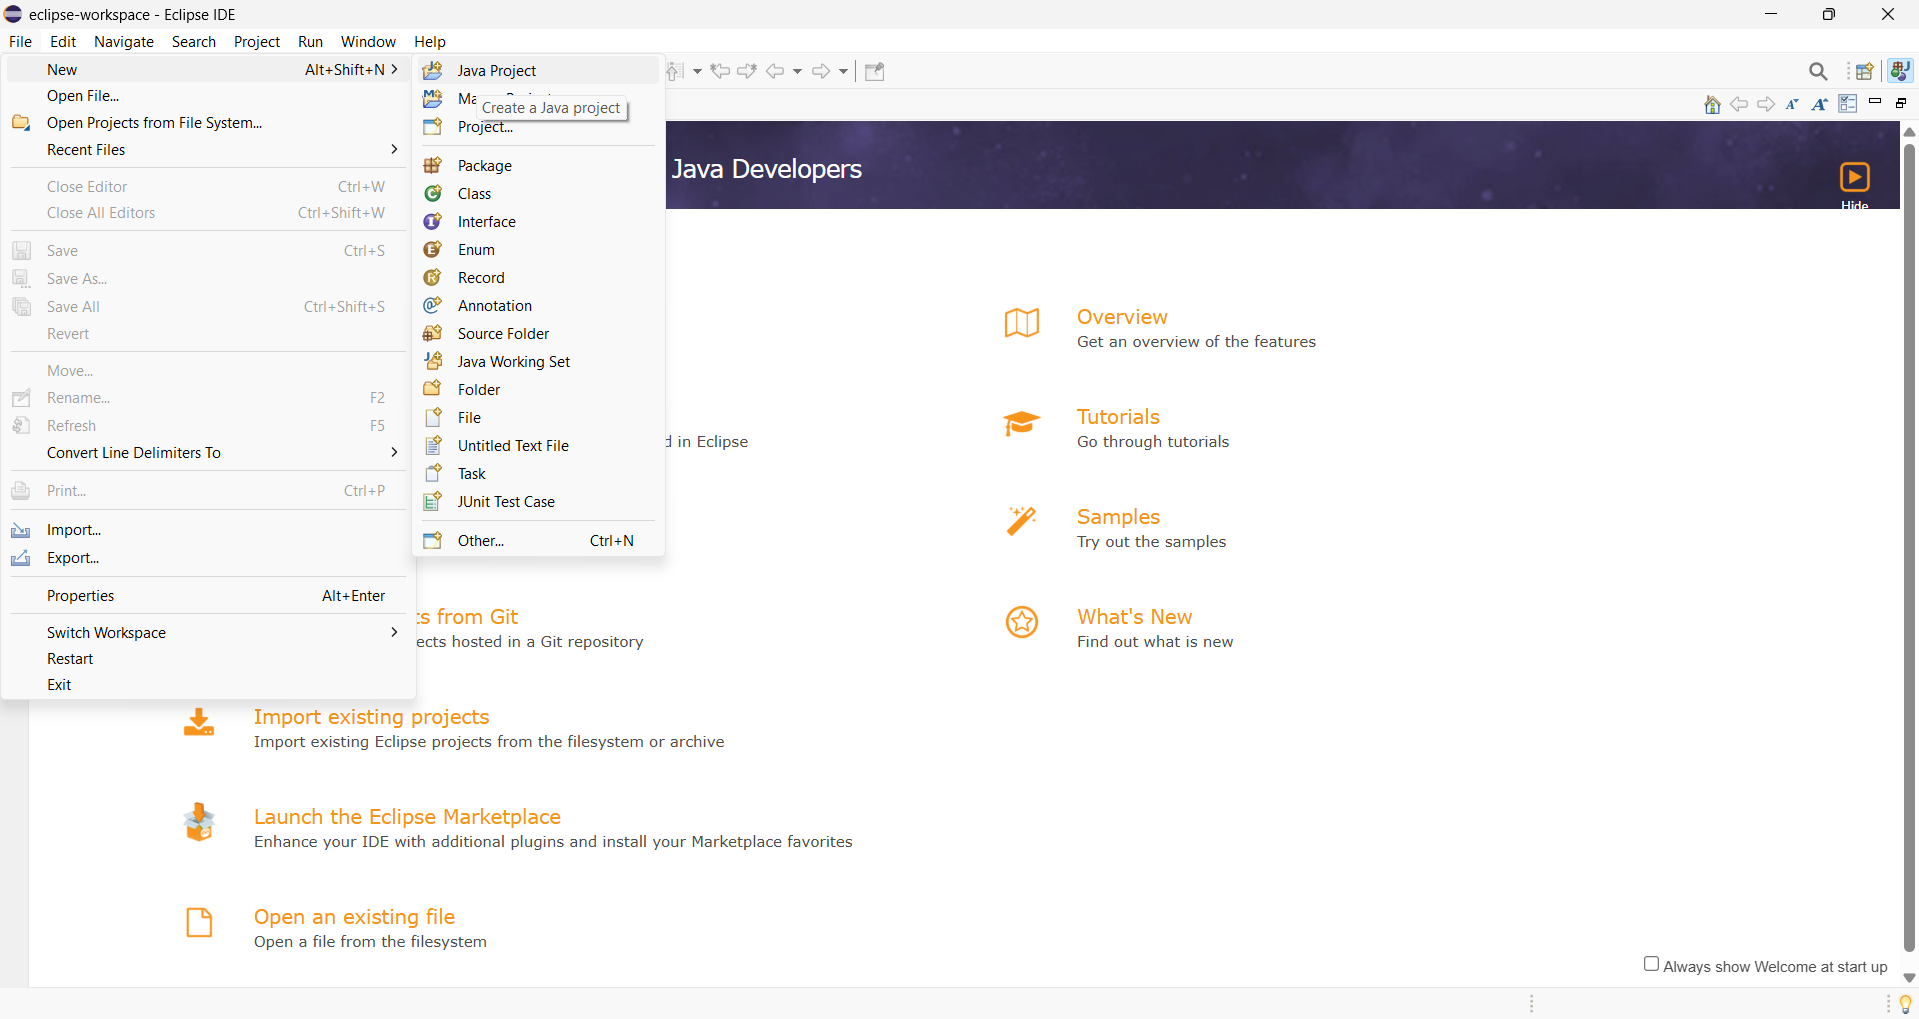 eclipse-workspace - Eclipse IDE
File Edit Navigate Search Project Run Window Help
New Alt+Shift+N
Open File...
Open Projects from File System...
Recent Files
Close Editor Ctrl+W
Close All Editors Ctrl+Shift+W
Save Ctrl+S
Save As...
Save All Ctrl+Shift+S
Revert
Move...
Rename... F2
Refresh F5
Convert Line Delimiters To
Print... Ctrl+P
Import...
Export...
Properties Alt+Enter
Switch Workspace
Restart
Exit
Java Project
Create a Java project
Project...
Package
Class
Interface
Enum
Record
Annotation
Source Folder
Java Working Set
Folder
File
Untitled Text File
Task
JUnit Test Case
Other... Ctrl+N
Java Developers
Hide
in Eclipse
from Git
hosted in a Git repository
Import existing projects
Import existing Eclipse projects from the filesystem or archive
Launch the Eclipse Marketplace
Enhance your IDE with additional plugins and install your Marketplace favorites
Open an existing file
Open a file from the filesystem
Overview
Get an overview of the features
Tutorials
Go through tutorials
Samples
Try out the samples
What's New
Find out what is new
Always show Welcome at start up